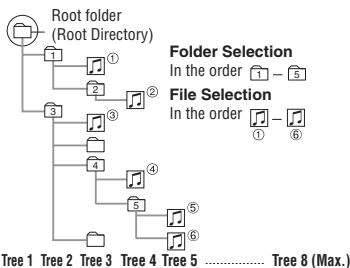 Root folder
(Root Directory)
1
①
2
②
3
③
4
④
5
⑤
⑥
Folder Selection
In the order 1 – 5
File Selection
In the order –
① ⑥
Tree 1 Tree 2 Tree 3 Tree 4 Tree 5 ................ Tree 8 (Max.)